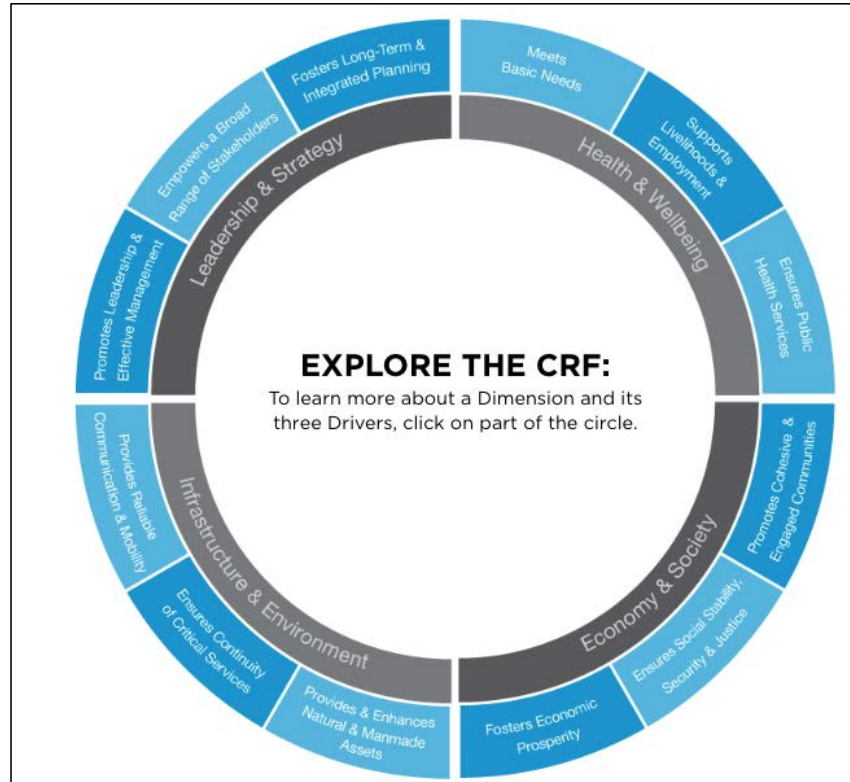 Fosters Long-Term &
Integrated Planning
Meets
Basic Needs
Empowers a Broad
Range of Stakeholders
Supports
Livelihoods &
Employment
Leadership & Strategy
Health & Wellbeing
Promotes Leadership &
Effective Management
Ensures Public
Health Services
EXPLORE THE CRF:
To learn more about a Dimension and its
three Drivers, click on part of the circle.
Provides Reliable
Communication & Mobility
Promotes Cohesive &
Engaged Communities
Infrastructure & Environment
Economy & Society
Ensures Continuity
of Critical Services
Ensures Social Stability,
Security & Justice
Provides & Enhances
Natural & Manmade
Assets
Fosters Economic
Prosperity